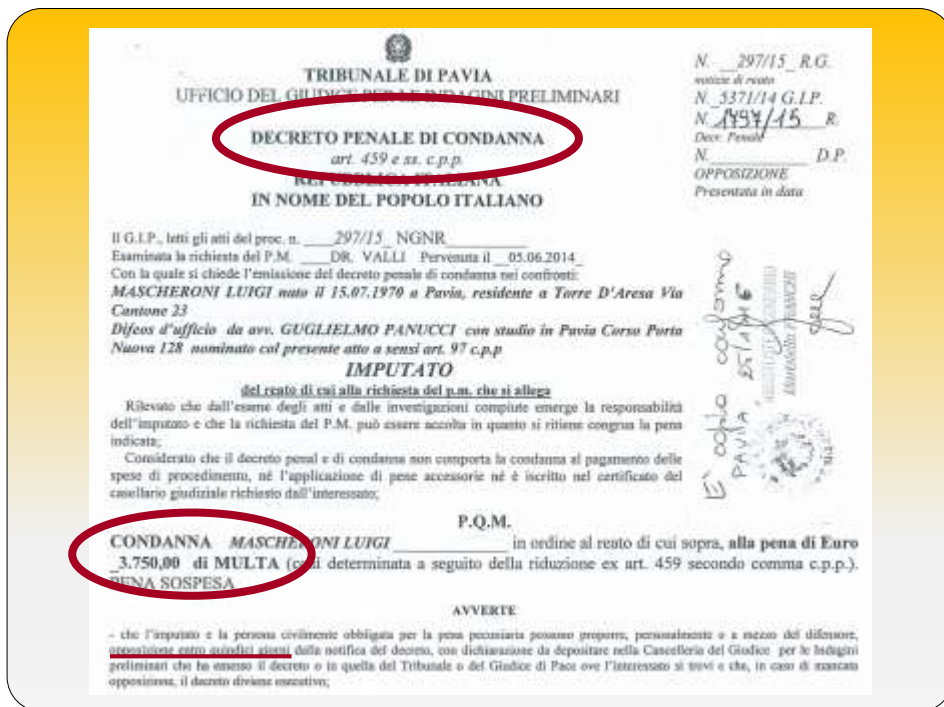 TRIBUNALE DI PAVIA
UFFICIO DEL GIUDICE PER LE INDAGINI PRELIMINARI
DECRETO PENALE DI CONDANNA
art. 459 e ss. c.p.p.
REPUBBLICA ITALIANA
IN NOME DEL POPOLO ITALIANO
N. 297/15 R.G.
notizie di reato
N. 5371/14 G.I.P.
N. 1797/15 R.
Decr. Penale
N. D.P.
OPPOSIZIONE
Presentata in data
Il G.I.P., letti gli atti del proc. n. 297/15 NGNR
Esaminata la richiesta del P.M. DR. VALLI Pervenuta il 05.06.2014
Con la quale si chiede l'emissione del decreto penale di condanna nei confronti:
MASCHERONI LUIGI nato il 15.07.1970 a Pavia, residente a Torre D'Aresa Via
Cantone 23
Difeos d'ufficio da avv. GUGLIELMO PANUCCI con studio in Pavia Corso Porta
Nuova 128 nominato col presente atto a sensi art. 97 c.p.p
IMPUTATO
del reato di cui alla richiesta del p.m. che si allega
Rilevato che dall'esame degli atti e dalle investigazioni compiute emerge la responsabilità
dell'imputato e che la richiesta del P.M. può essere accolta in quanto si ritiene congrua la pena
indicata;
Considerato che il decreto penal e di condanna non comporta la condanna al pagamento delle
spese di procedimento, né l'applicazione di pene accessorie né è iscritto nel certificato del
casellario giudiziale richiesto dall'interessato;
È copia conforme
PAVIA 25/1/2016
P.Q.M.
CONDANNA MASCHERONI LUIGI in ordine al reato di cui sopra, alla pena di Euro
3.750,00 di MULTA (così determinata a seguito della riduzione ex art. 459 secondo comma c.p.p.).
PENA SOSPESA
AVVERTE
- che l'imputato e la persona civilmente obbligata per la pena pecuniaria possono proporre, personalmente o a mezzo del difensore,
opposizione entro quindici giorni dalla notifica del decreto, con dichiarazione da depositare nella Cancelleria del Giudice per le Indagini
preliminari che ha emesso il decreto o in quella del Tribunale o del Giudice di Pace ove l'interessato si trovi e che, in caso di mancata
opposizione, il decreto diviene esecutivo;